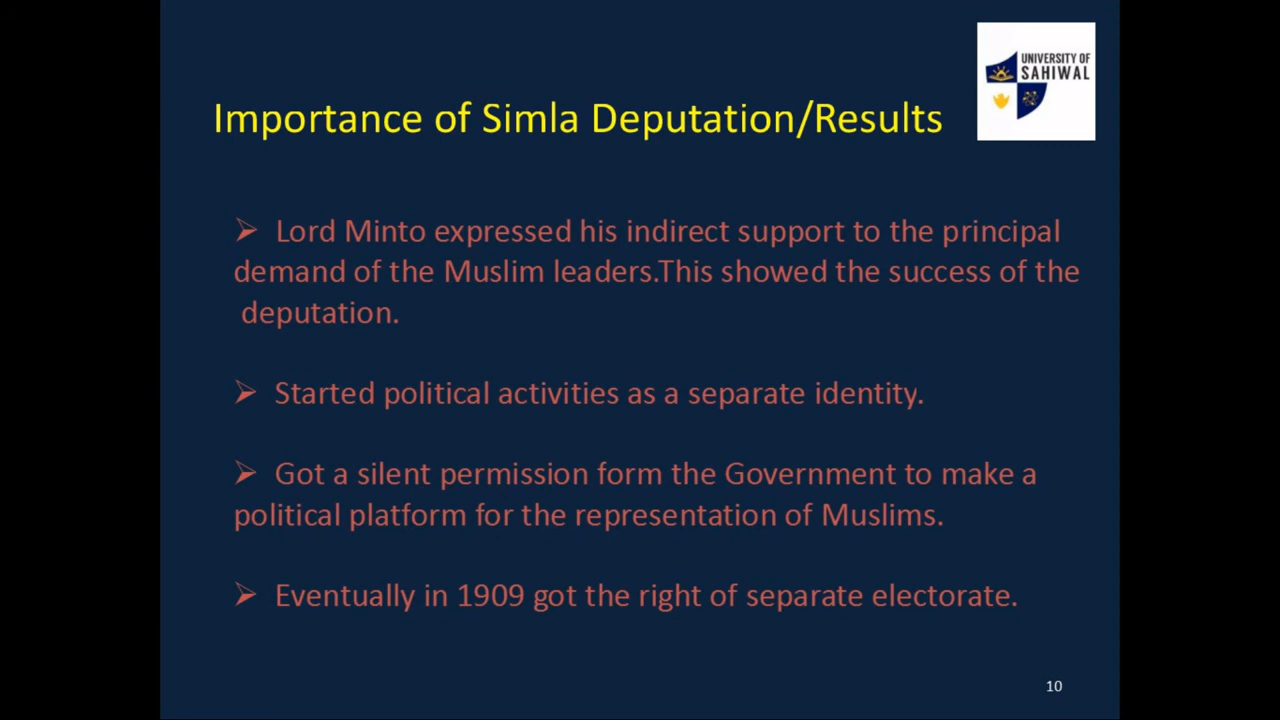 UNIVERSITY OF
SAHIWAL
Importance of Simla Deputation/Results
➢ Lord Minto expressed his indirect support to the principal
demand of the Muslim leaders.This showed the success of the
deputation.
➢ Started political activities as a separate identity.
➢ Got a silent permission form the Government to make a
political platform for the representation of Muslims.
➢ Eventually in 1909 got the right of separate electorate.
10